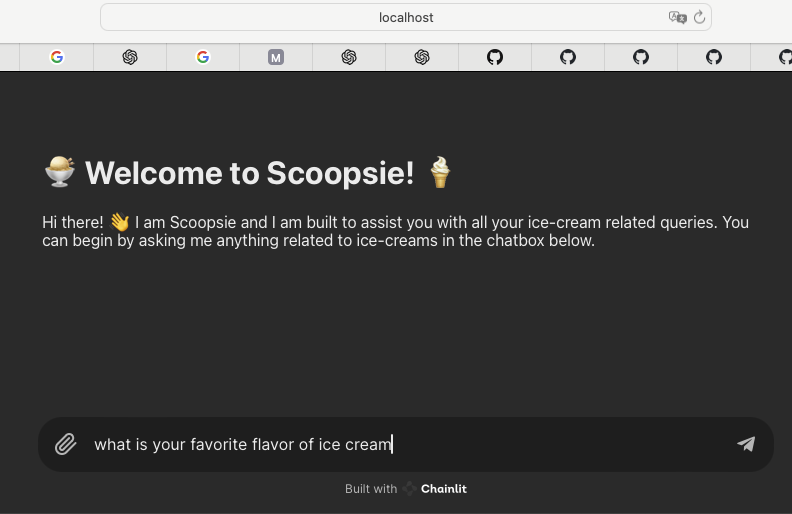 localhost
M
Welcome to Scoopsie!
Hi there! 👋 I am Scoopsie and I am built to assist you with all your ice-cream related queries. You
can begin by asking me anything related to ice-creams in the chatbox below.
what is your favorite flavor of ice cream
Built with Chainlit